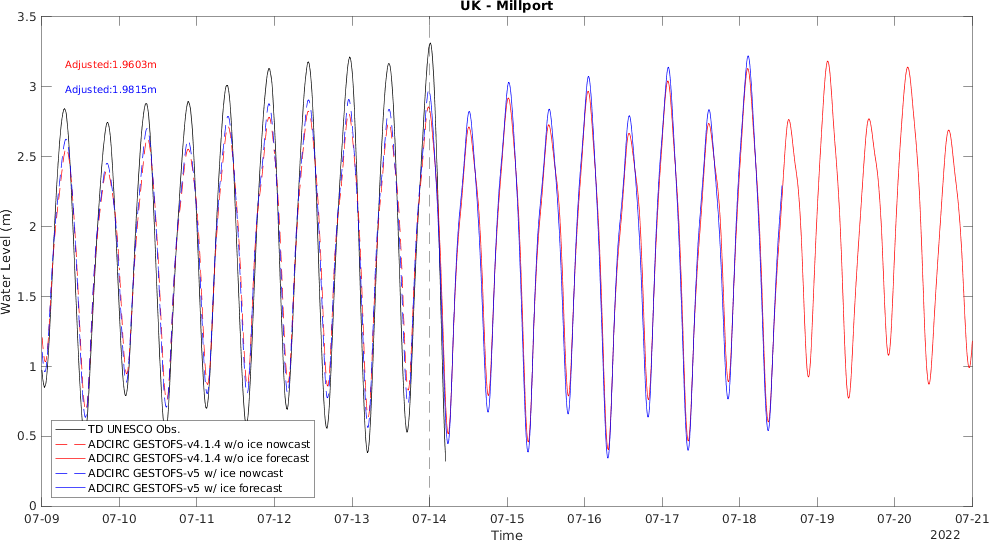 UK - Millport
Adjusted:1.9603m
Adjusted:1.9815m
Water Level (m)
3.5
3
2.5
2
1.5
1
0.5
0
TD UNESCO Obs.
ADCIRC GESTOFS-v4.1.4 w/o ice nowcast
ADCIRC GESTOFS-v4.1.4 w/o ice forecast
ADCIRC GESTOFS-v5 w/ ice nowcast
ADCIRC GESTOFS-v5 w/ ice forecast
07-09 07-10 07-11 07-12 07-13 07-14 07-15 07-16 07-17 07-18 07-19 07-20 07-21
Time
2022